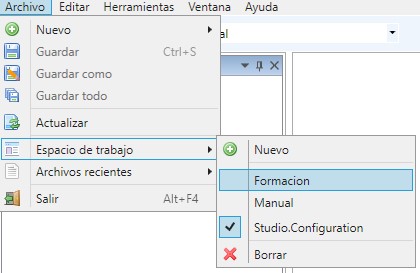 Archivo Editar Herramientas Ventana Ayuda
Nuevo
Guardar Ctrl+S
Guardar como
Guardar todo
Actualizar
Espacio de trabajo
Archivos recientes
Salir Alt+F4
Nuevo
Formacion
Manual
Studio.Configuration
Borrar